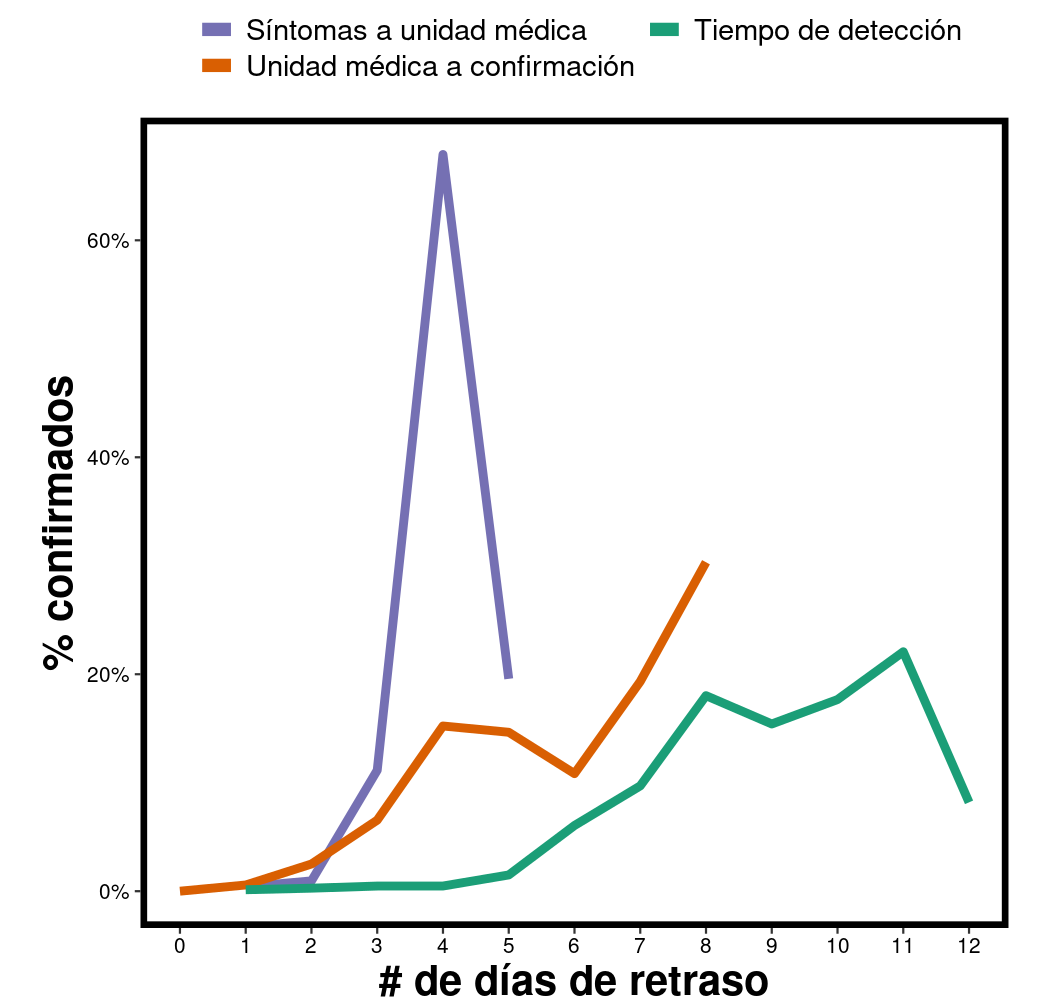 Síntomas a unidad médica
Tiempo de detección
Unidad médica a confirmación
% confirmados
60%
40%
20%
0%
0 1 2 3 4 5 6 7 8 9 10 11 12
# de días de retraso